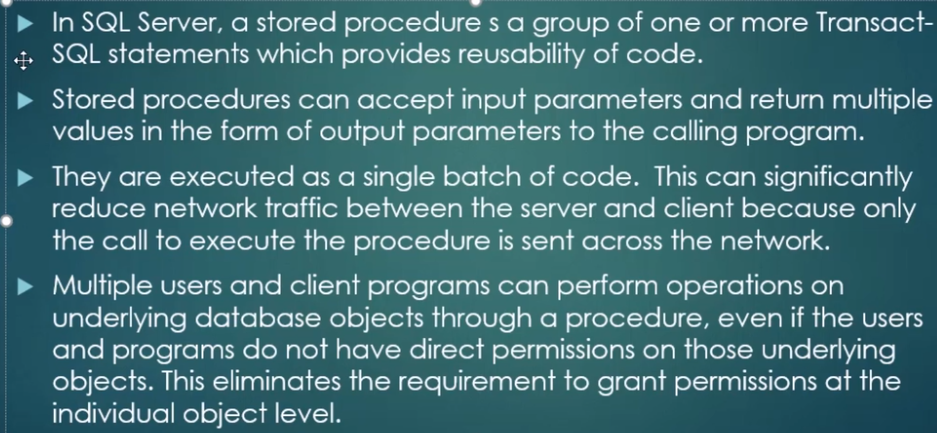 In SQL Server, a stored procedure s a group of one or more Transact-
SQL statements which provides reusability of code.
Stored procedures can accept input parameters and return multiple
values in the form of output parameters to the calling program.
They are executed as a single batch of code.  This can significantly
reduce network traffic between the server and client because only
the call to execute the procedure is sent across the network.
Multiple users and client programs can perform operations on
underlying database objects through a procedure, even if the users
and programs do not have direct permissions on those underlying
objects. This eliminates the requirement to grant permissions at the
individual object level.